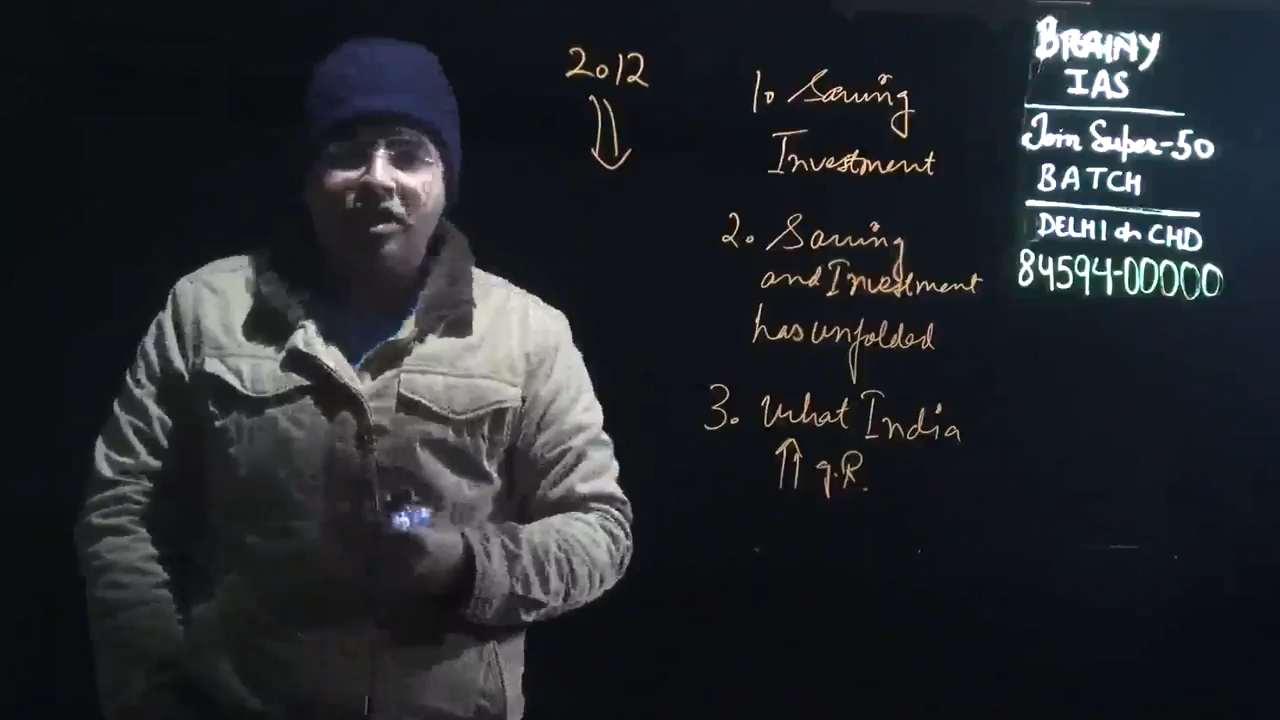 2012
1. Saving
Investment
2. Saving
and Investment
has unfolded
3. What India
↑↑ g.R.
BRAINY
IAS
Join Super-50
BATCH
DELHI ch CHD
84594-00000